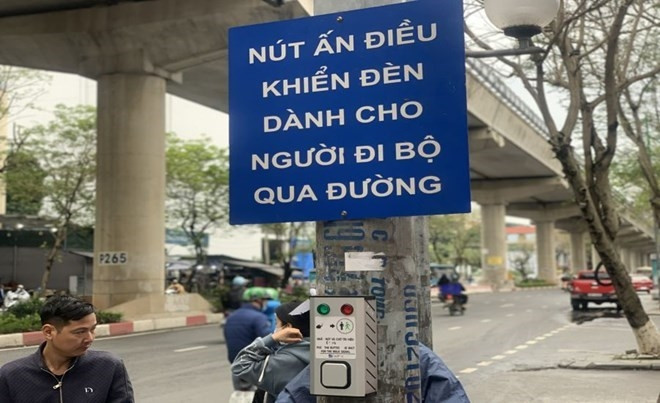 NÚT ẤN ĐIỀU
KHIỂN ĐÈN
DÀNH CHO
NGƯỜI ĐI BỘ
QUA ĐƯỜNG
P265